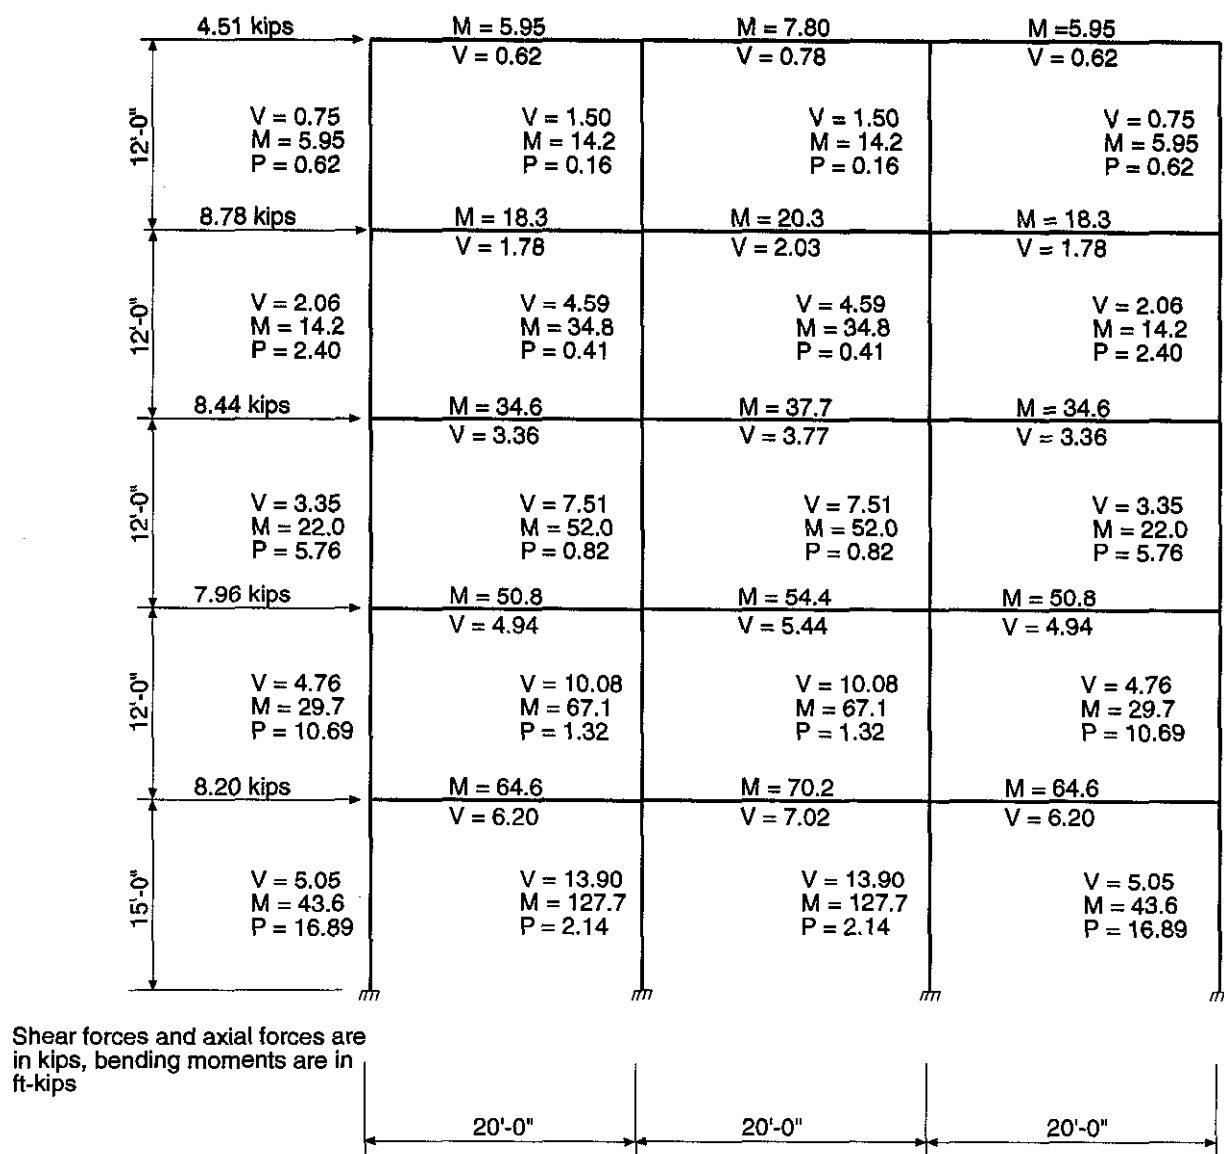 4.51 kips
M = 5.95
M = 7.80
M =5.95
V = 0.62
V = 0.78
V = 0.62
12'-0"
V = 0.75
M = 5.95
P = 0.62
V = 1.50
M = 14.2
P = 0.16
V = 1.50
M = 14.2
P = 0.16
V = 0.75
M = 5.95
P = 0.62
8.78 kips
M = 18.3
M = 20.3
M = 18.3
V = 1.78
V = 2.03
V = 1.78
12'-0"
V = 2.06
M = 14.2
P = 2.40
V = 4.59
M = 34.8
P = 0.41
V = 4.59
M = 34.8
P = 0.41
V = 2.06
M = 14.2
P = 2.40
8.44 kips
M = 34.6
M = 37.7
M = 34.6
V = 3.36
V = 3.77
V = 3.36
12'-0"
V = 3.35
M = 22.0
P = 5.76
V = 7.51
M = 52.0
P = 0.82
V = 7.51
M = 52.0
P = 0.82
V = 3.35
M = 22.0
P = 5.76
7.96 kips
M = 50.8
M = 54.4
M = 50.8
V = 4.94
V = 5.44
V = 4.94
12'-0"
V = 4.76
M = 29.7
P = 10.69
V = 10.08
M = 67.1
P = 1.32
V = 10.08
M = 67.1
P = 1.32
V = 4.76
M = 29.7
P = 10.69
8.20 kips
M = 64.6
M = 70.2
M = 64.6
V = 6.20
V = 7.02
V = 6.20
15'-0"
V = 5.05
M = 43.6
P = 16.89
V = 13.90
M = 127.7
P = 2.14
V = 13.90
M = 127.7
P = 2.14
V = 5.05
M = 43.6
P = 16.89
Shear forces and axial forces are
in kips, bending moments are in
ft-kips
20'-0"
20'-0"
20'-0"